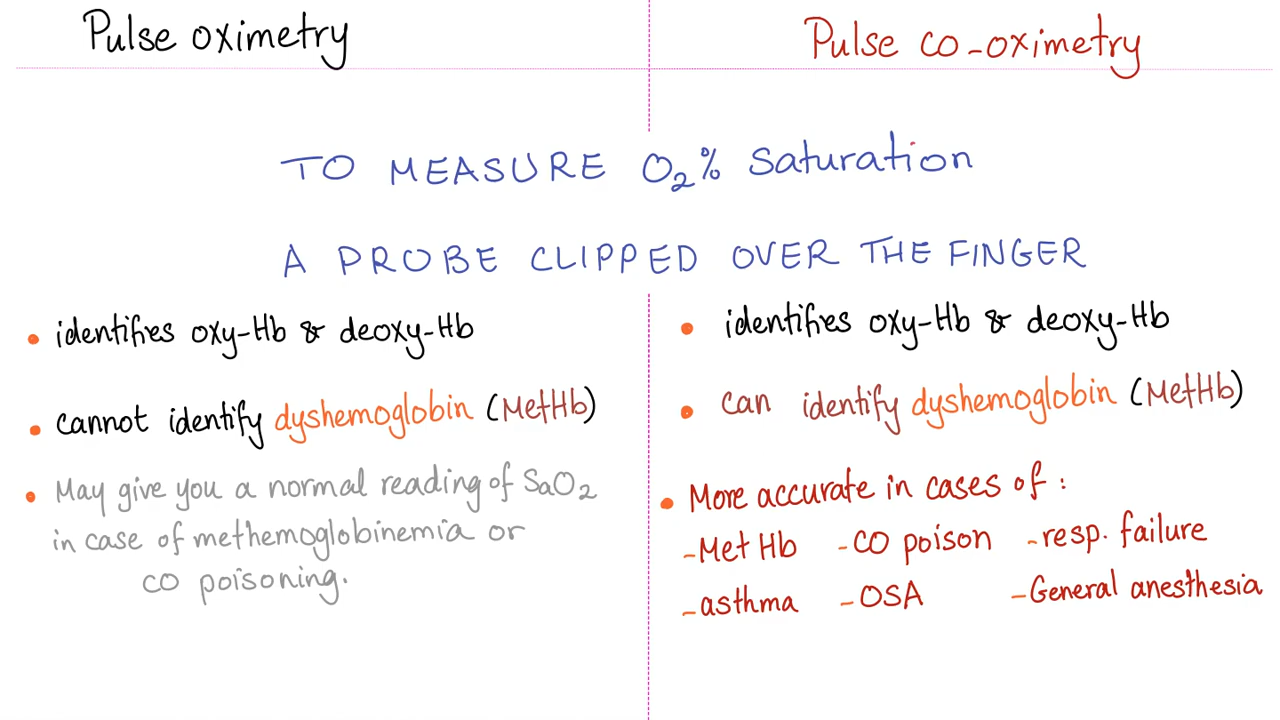 Pulse oximetry
Pulse co-oximetry
TO MEASURE O₂% Saturation
A PROBE CLIPPED OVER THE FINGER
• identifies oxy-Hb & deoxy-Hb
• cannot identify dyshemoglobin (MetHb)
• May give you a normal reading of SaO₂
in case of methemoglobinemia or
CO poisoning.
• identifies oxy-Hb & deoxy-Hb
• can identify dyshemoglobin (MetHb)
• More accurate in cases of :
- Met Hb - CO poison - resp. failure
- asthma - OSA - General anesthesia